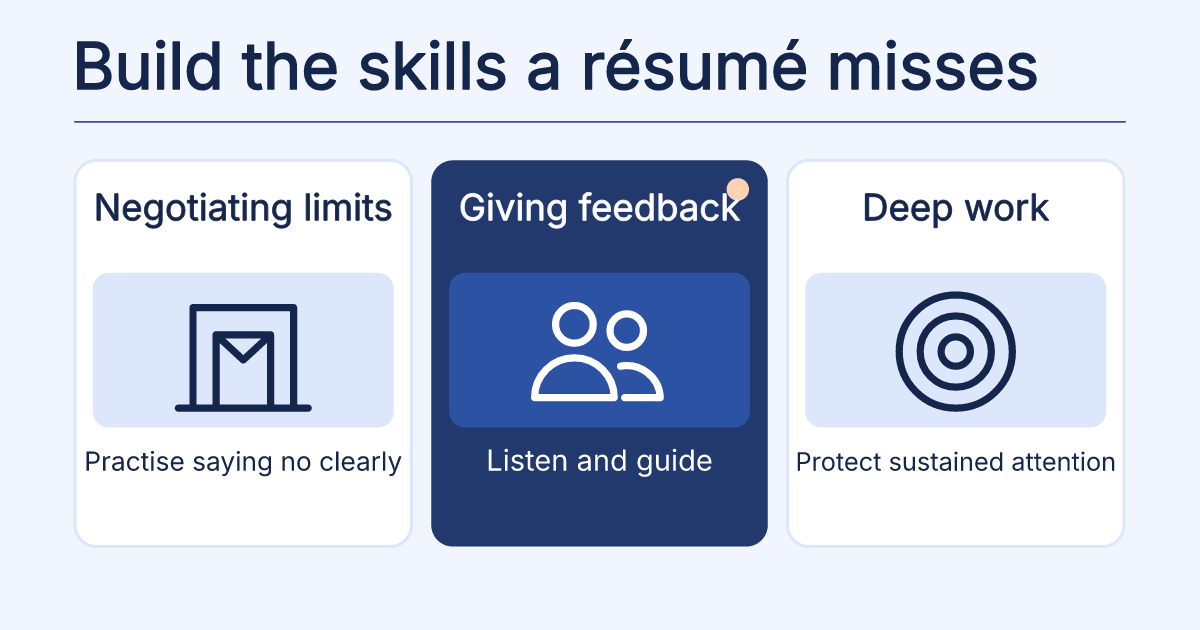 Build the skills a résumé misses
Negotiating limits
Practise saying no clearly
Giving feedback
Listen and guide
Deep work
Protect sustained attention